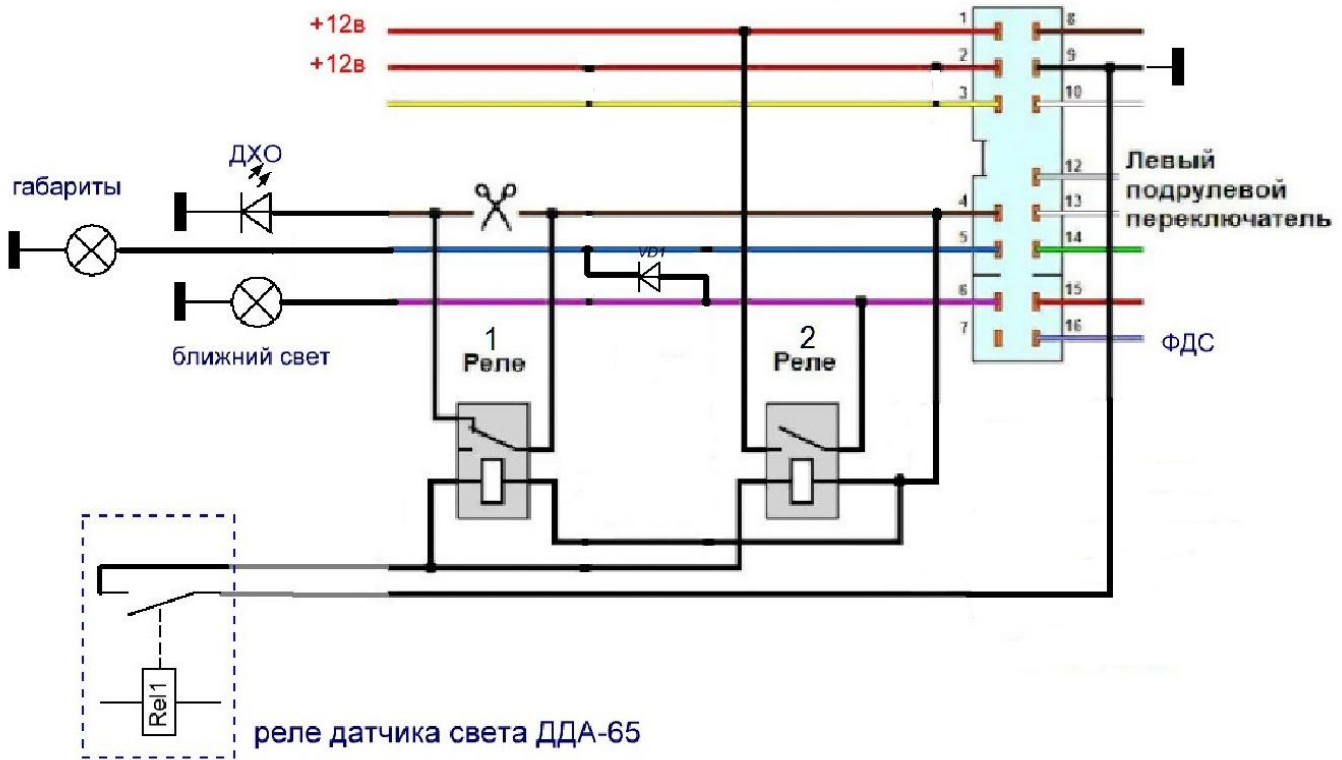 +12в
+12в
1
2
3
8
9
10
12
13
14
15
16
4
5
6
7
Левый
подрулевой
переключатель
ФДС
ДХО
габариты
ближний свет
VD1
1
Реле
2
Реле
Rel1
реле датчика света ДДА-65